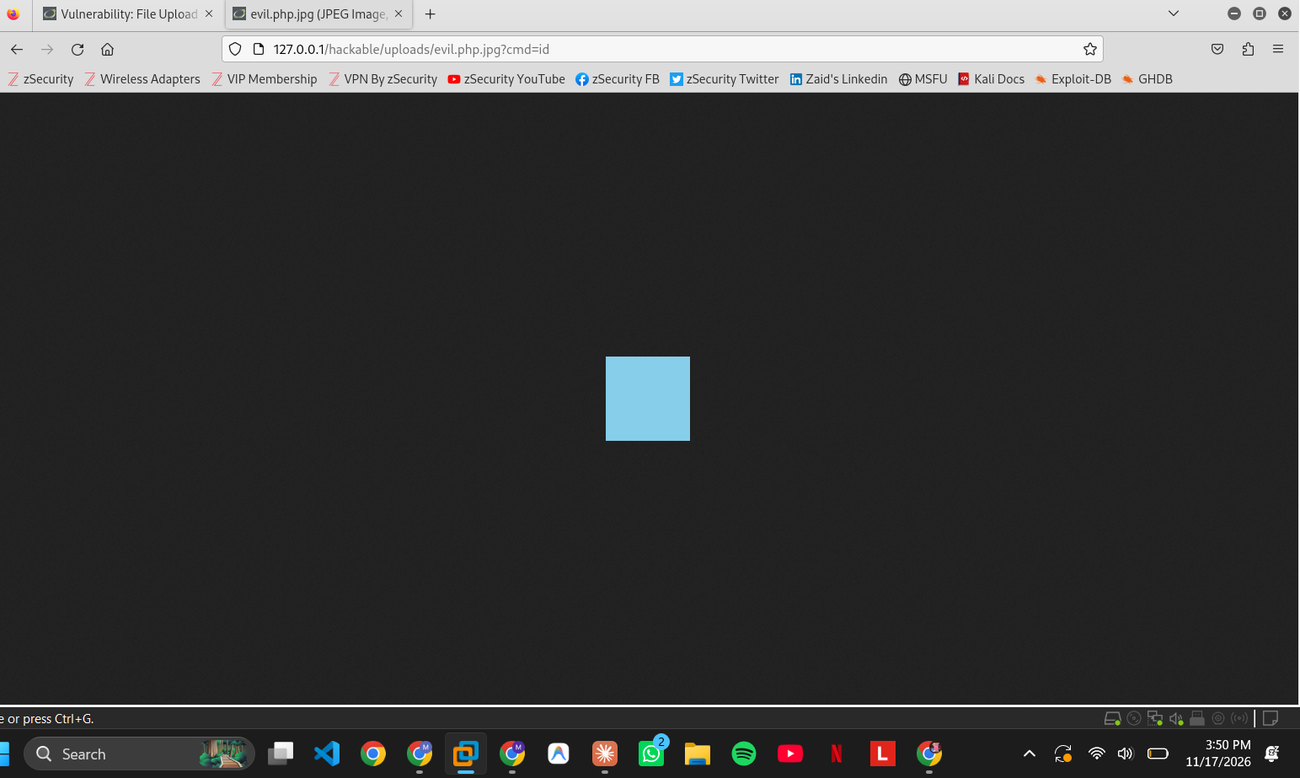 Vulnerability: File Upload
evil.php.jpg (JPEG Image,
127.0.0.1/hackable/uploads/evil.php.jpg?cmd=id
zSecurity Wireless Adapters VIP Membership VPN By zSecurity zSecurity YouTube zSecurity FB zSecurity Twitter Zaid's Linkedin MSFU Kali Docs Exploit-DB GHDB
e or press Ctrl+G.
Search
2
3:50 PM
11/17/2026